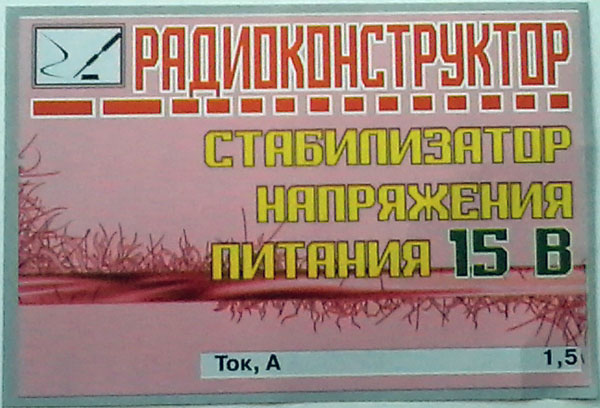 РАДИОКОНСТРУКТОР
СТАБИЛИЗАТОР
НАПРЯЖЕНИЯ
ПИТАНИЯ 15 В
Ток, А 1,5